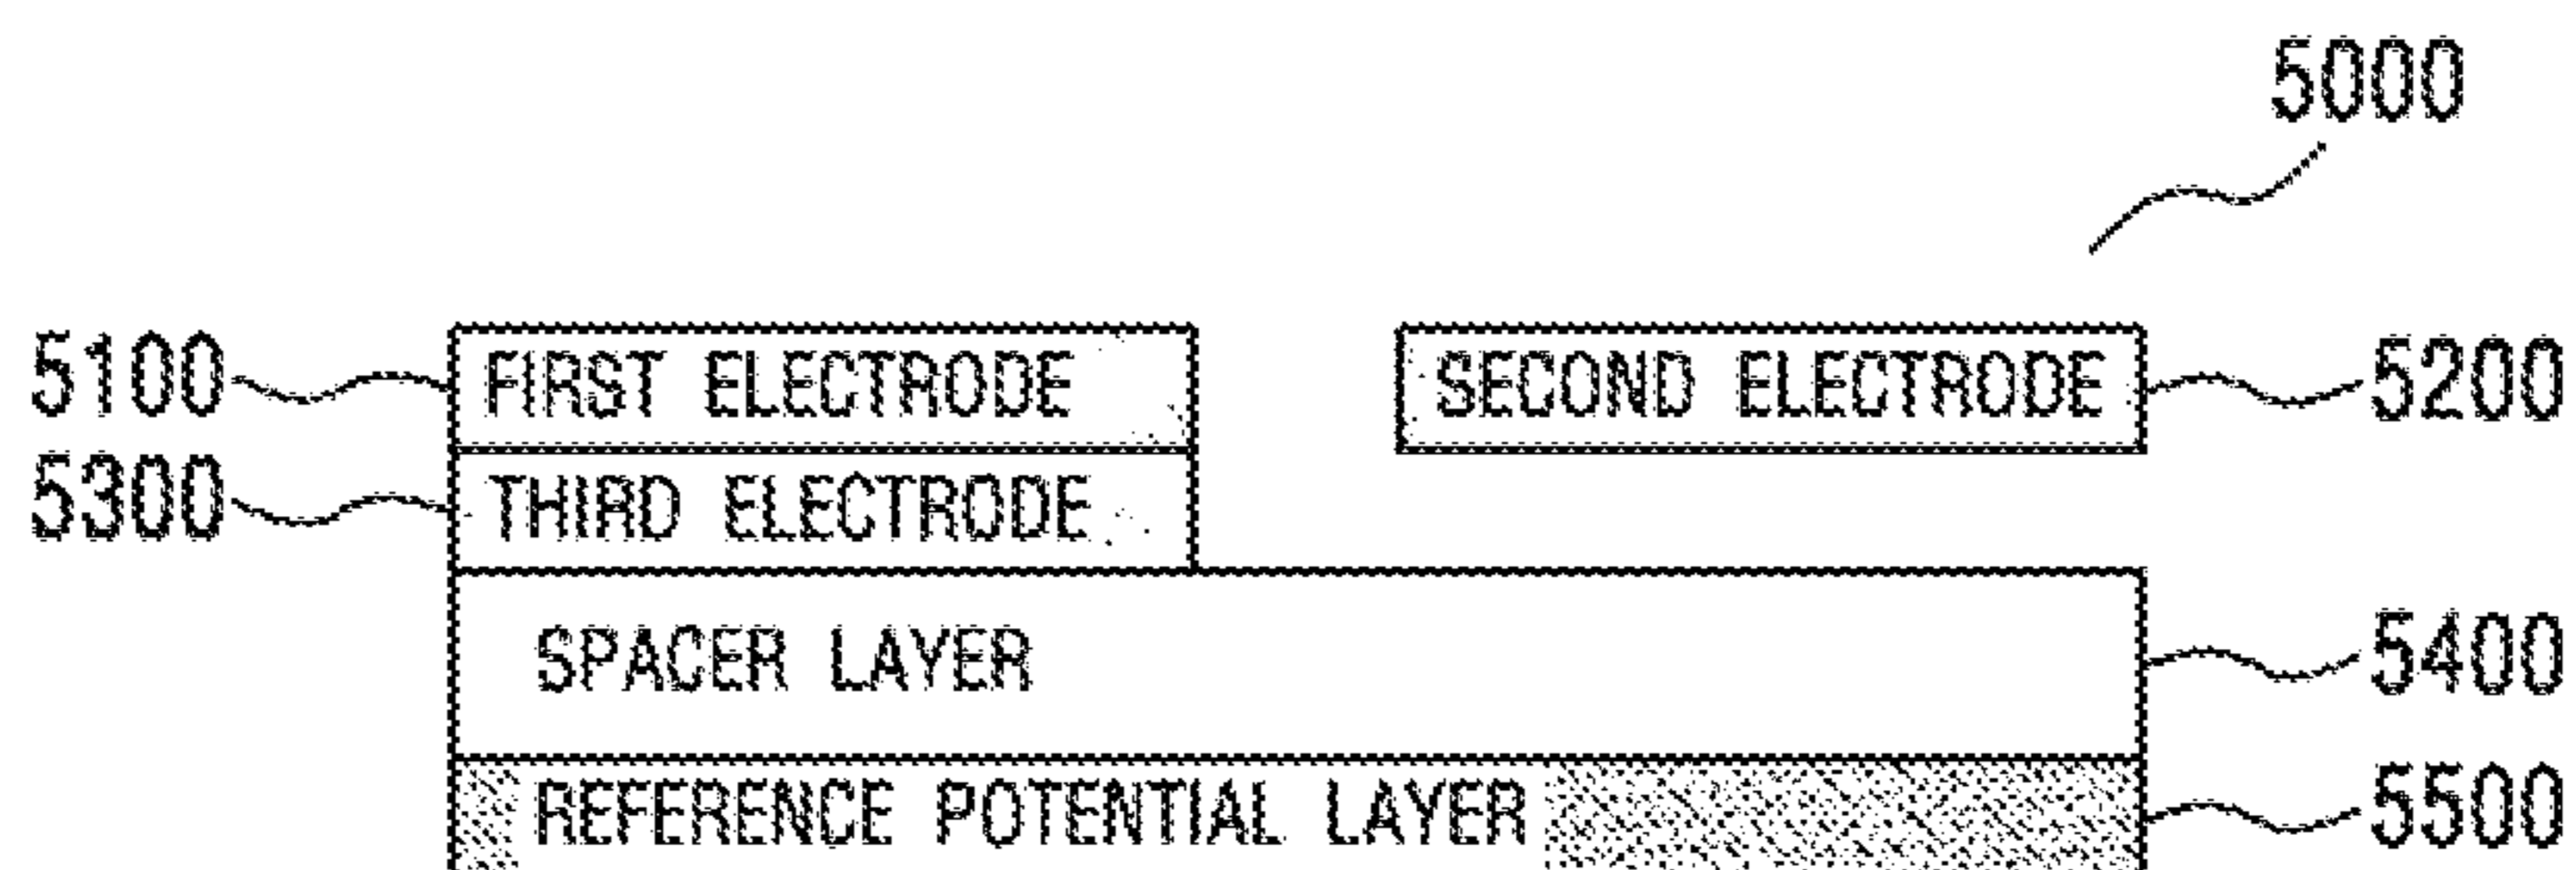 5000
5100 FIRST ELECTRODE SECOND ELECTRODE 5200
5300 THIRD ELECTRODE
SPACER LAYER 5400
REFERENCE POTENTIAL LAYER 5500